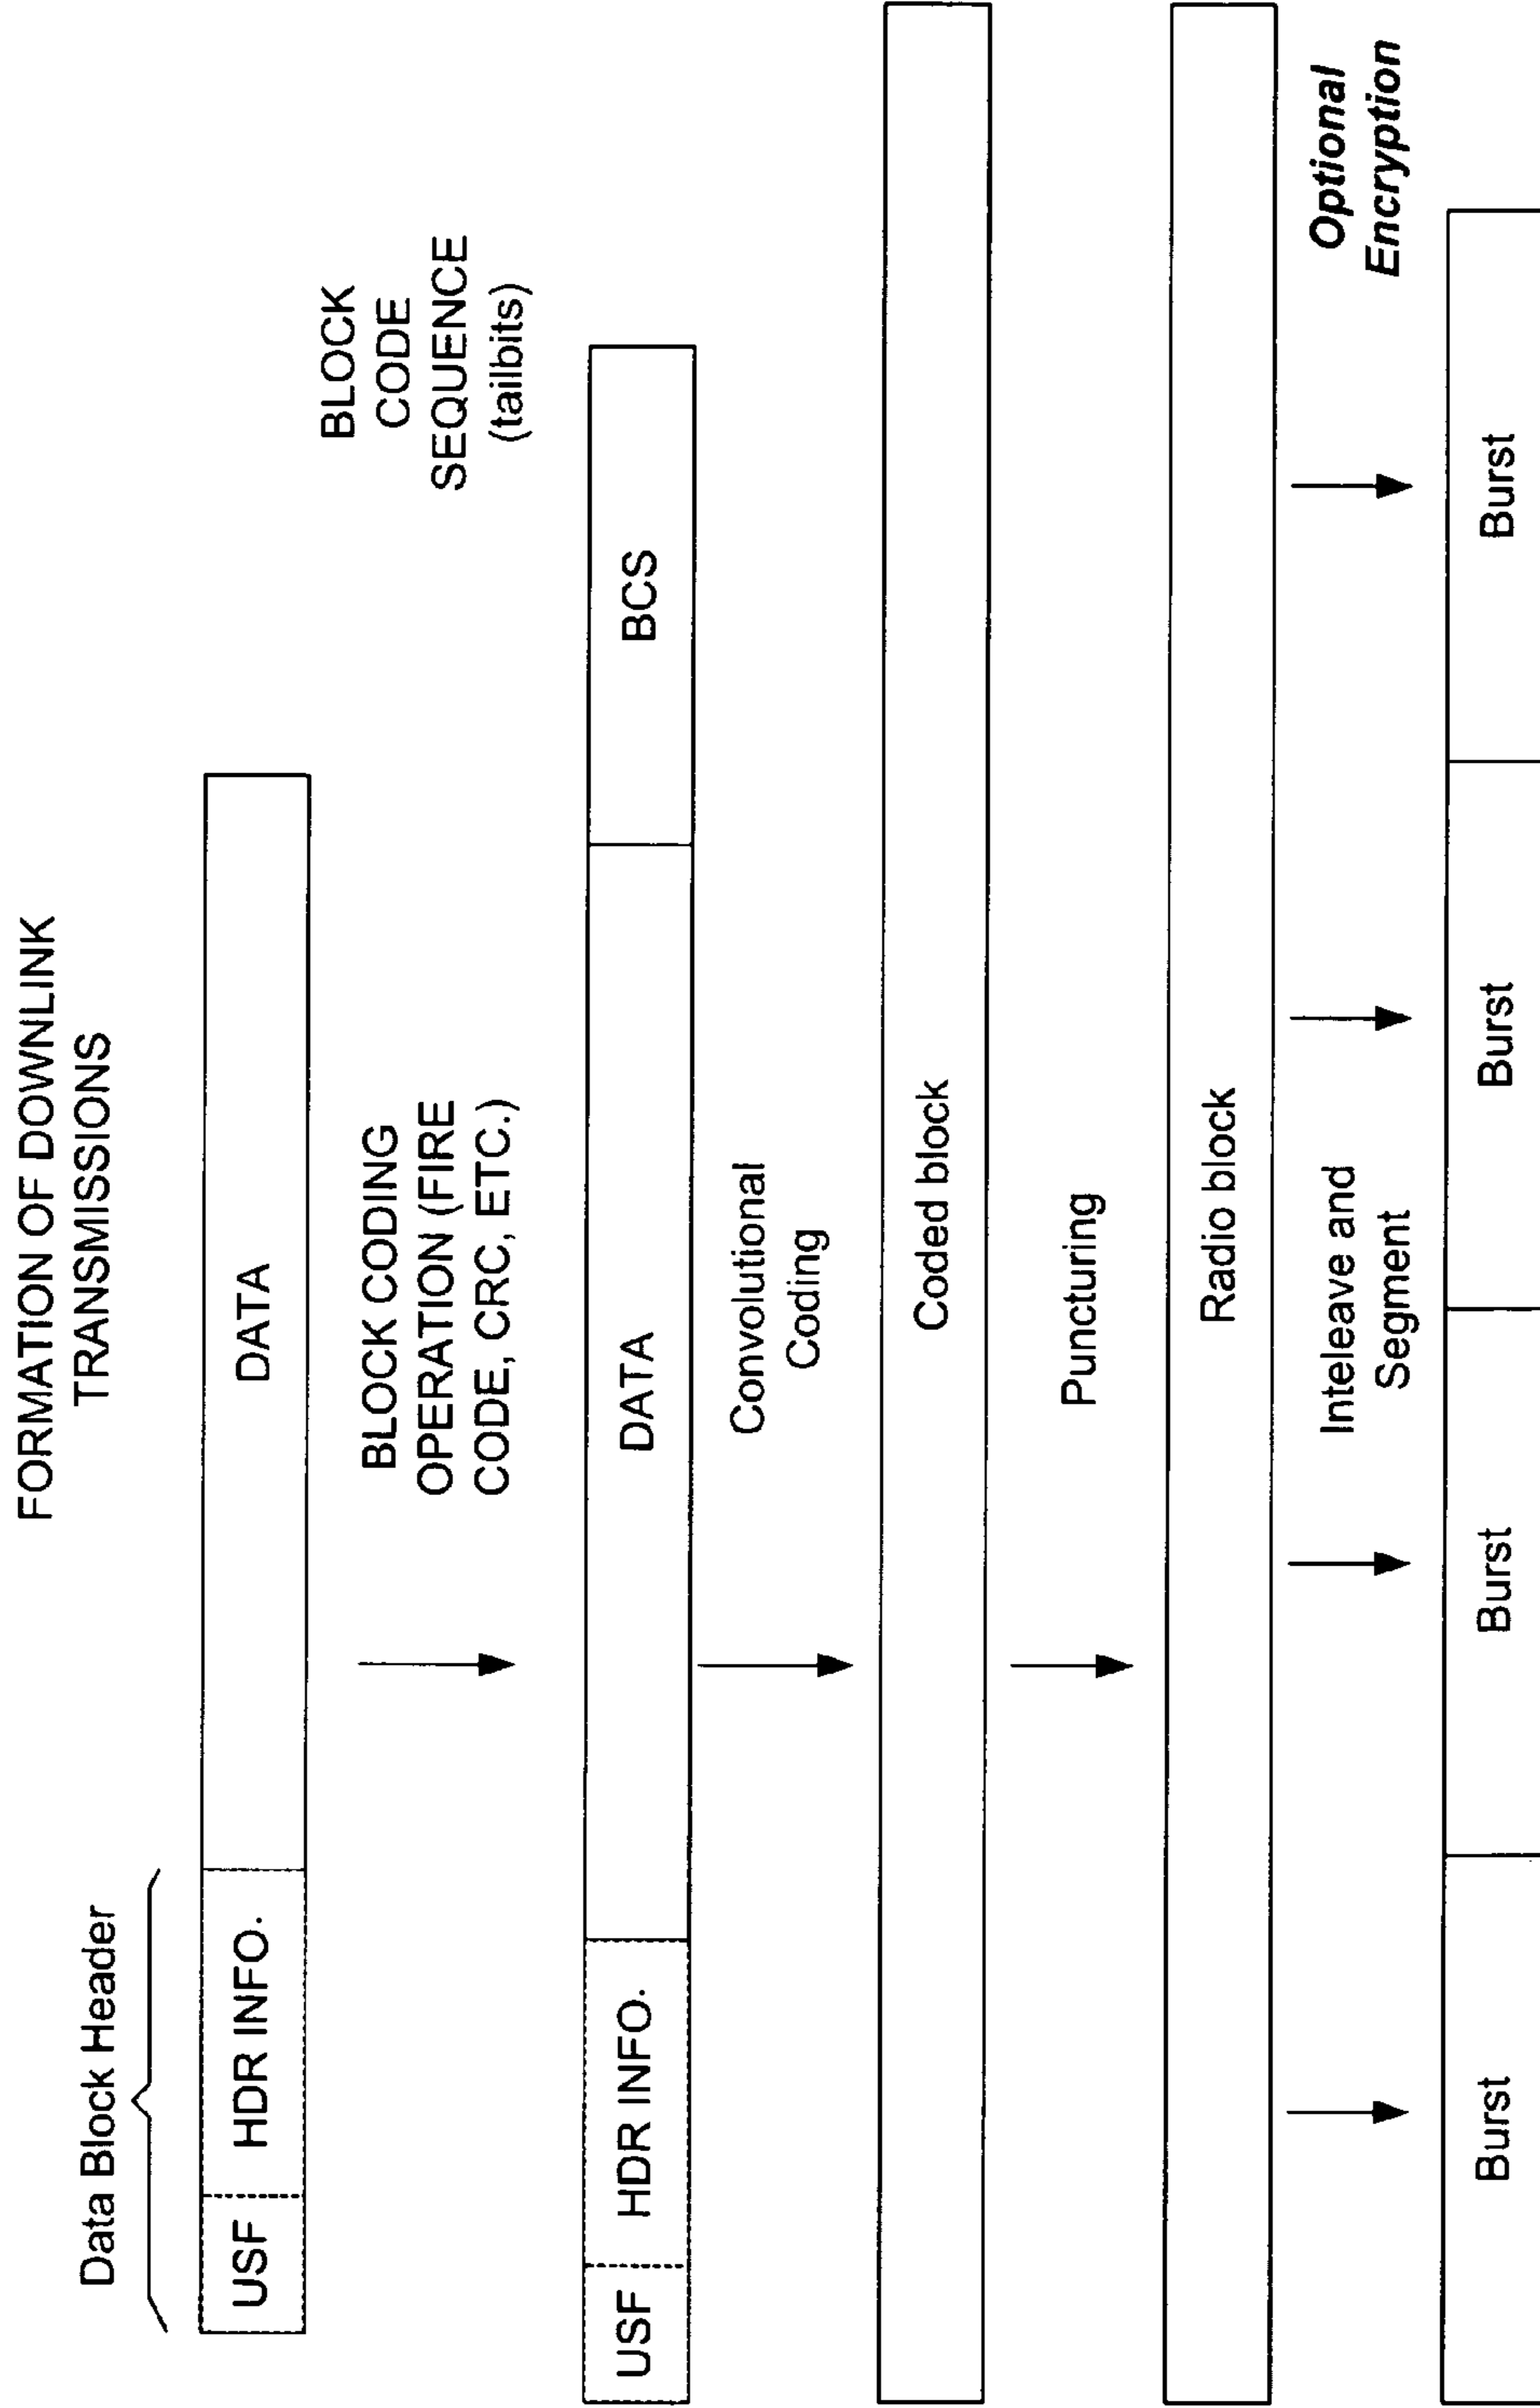 FORMATION OF DOWNLINK
TRANSMISSIONS
Data Block Header
USF
HDR INFO.
DATA
BLOCK CODING
OPERATION (FIRE
CODE, CRC, ETC.)
BLOCK
CODE
SEQUENCE
(tailbits)
USF
HDR INFO.
DATA
BCS
Convolutional
Coding
Coded block
Puncturing
Radio block
Inteleave and
Segment
Optional
Encryption
Burst
Burst
Burst
Burst